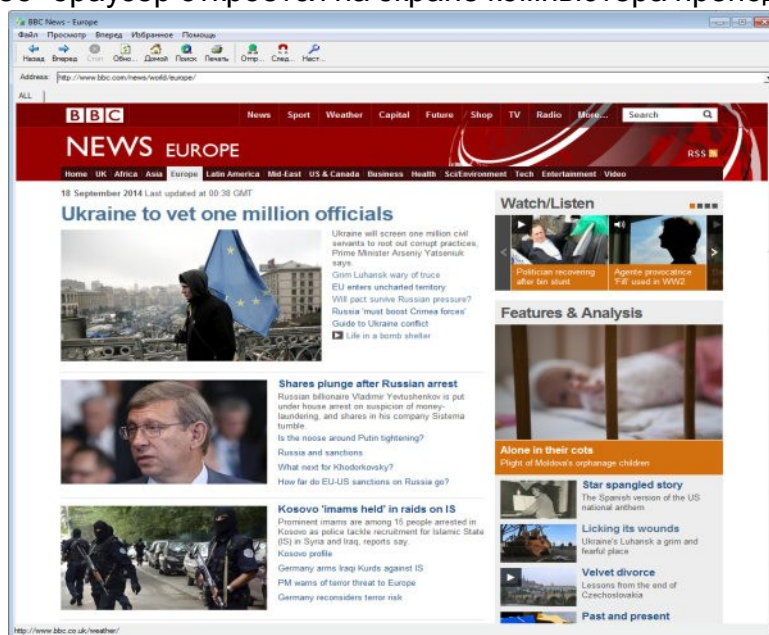 браузер откроется на экране компьютера
BBC News - Europe
Файл Просмотр Вперед Избранное Помощь
Назад Вперед Стоп Обно... Домой Поиск Печать Отпр... След... Наст...
Address: http://www.bbc.com/news/world/europe/
ALL
BBC News Sport Weather Capital Future Shop TV Radio More... Search
NEWS EUROPE
RSS
Home UK Africa Asia Europe Latin America Mid-East US & Canada Business Health Sci/Environment Tech Entertainment Video
18 September 2014 Last updated at 00:38 GMT
Ukraine to vet one million officials
Ukraine will screen one million civil
servants to root out corrupt practices,
Prime Minister Arseniy Yatseniuk
says.
Grim Luhansk wary of truce
EU enters uncharted territory
Will pact survive Russian pressure?
Russia 'must boost Crimea forces'
Guide to Ukraine conflict
Life in a bomb shelter
Shares plunge after Russian arrest
Russian billionaire Vladimir Yevtushenkov is put
under house arrest on suspicion of money-
laundering, and shares in his company Sistema
tumble.
Is the noose around Putin tightening?
Russia and sanctions
What next for Khodorkovsky?
How far do EU-US sanctions on Russia go?
Kosovo 'imams held' in raids on IS
Prominent imams are among 15 people arrested in
Kosovo as police tackle recruitment for Islamic State
(IS) in Syria and Iraq, reports say.
Kosovo profile
Germany arms Iraqi Kurds against IS
PM warns of terror threat to Europe
Germany reconsiders terror risk
Watch/Listen
Politician recovering
after bin stunt
Agente provocatrice
'Fifi' used in WW2
Features & Analysis
Alone in their cots
Plight of Moldova's orphanage children
Star spangled story
The Spanish version of the US
national anthem
Licking its wounds
Ukraine's Luhansk a grim and
fearful place
Velvet divorce
Lessons from the end of
Czechoslovakia
Past and present
http://www.bbc.co.uk/weather/